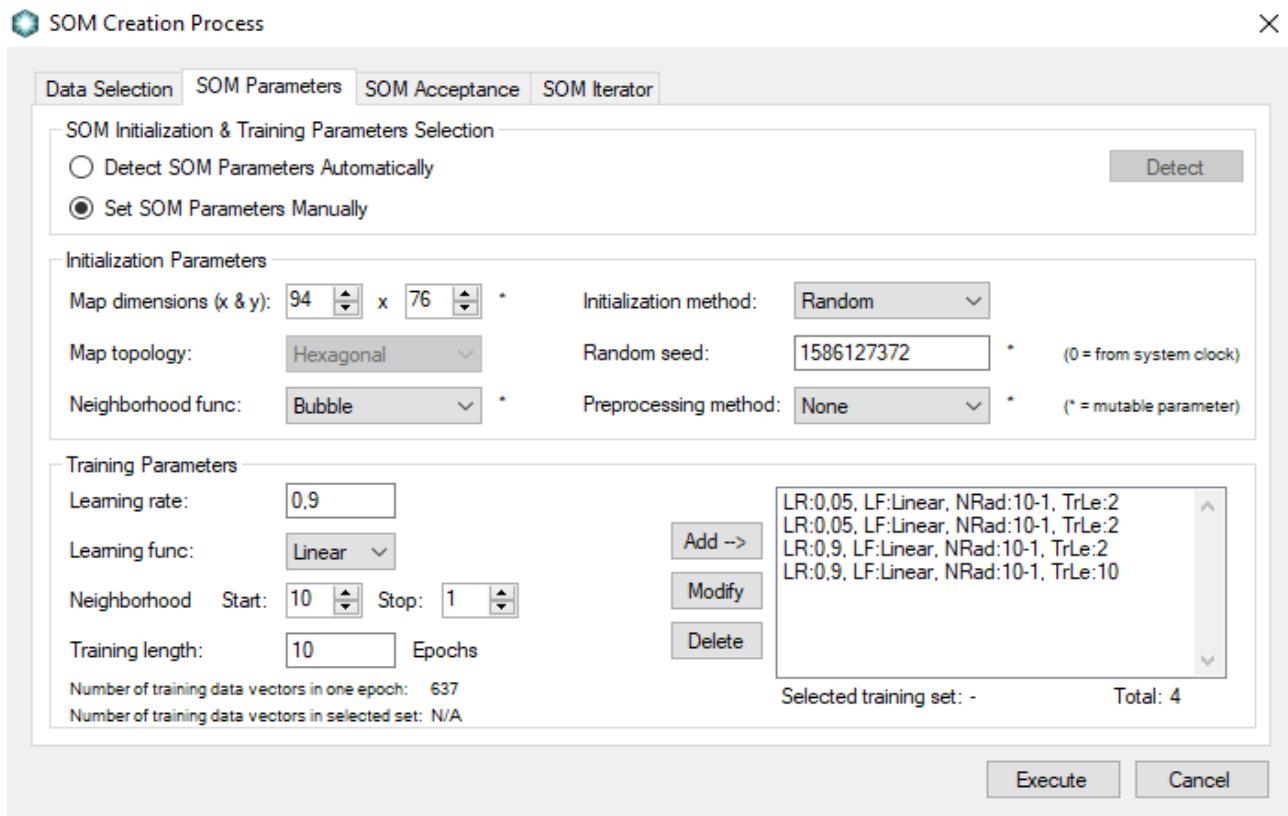 SOM Creation Process
Data Selection SOM Parameters SOM Acceptance SOM Iterator
SOM Initialization & Training Parameters Selection
Detect SOM Parameters Automatically Detect
Set SOM Parameters Manually
Initialization Parameters
Map dimensions (x & y): 94 x 76 * Initialization method: Random
Map topology: Hexagonal Random seed: 1586127372 * (0 = from system clock)
Neighborhood func: Bubble * Preprocessing method: None * (* = mutable parameter)
Training Parameters
Learning rate: 0,9
Learning func: Linear
Neighborhood Start: 10 Stop: 1
Training length: 10 Epochs
Number of training data vectors in one epoch: 637
Number of training data vectors in selected set: N/A
Add -->
Modify
Delete
LR:0,05, LF:Linear, NRad:10-1, TrLe:2
LR:0,05, LF:Linear, NRad:10-1, TrLe:2
LR:0,9, LF:Linear, NRad:10-1, TrLe:2
LR:0,9, LF:Linear, NRad:10-1, TrLe:10
Selected training set: - Total: 4
Execute Cancel